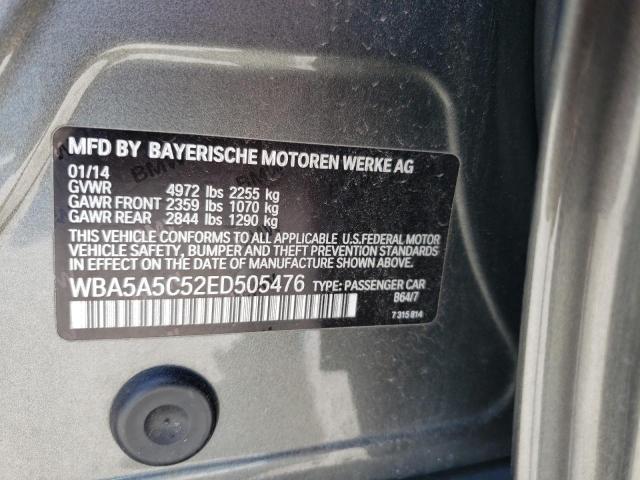 MFD BY BAYERISCHE MOTOREN WERKE AG
01/14
GVWR 4972 lbs 2255 kg
GAWR FRONT 2359 lbs 1070 kg
GAWR REAR 2844 lbs 1290 kg
THIS VEHICLE CONFORMS TO ALL APPLICABLE U.S.FEDERAL MOTOR
VEHICLE SAFETY, BUMPER AND THEFT PREVENTION STANDARDS
IN EFFECT ON THE DATE OF MANUFACTURE SHOWN ABOVE.
WBA5A5C52ED505476 TYPE: PASSENGER CAR
B64/7
7 315 814